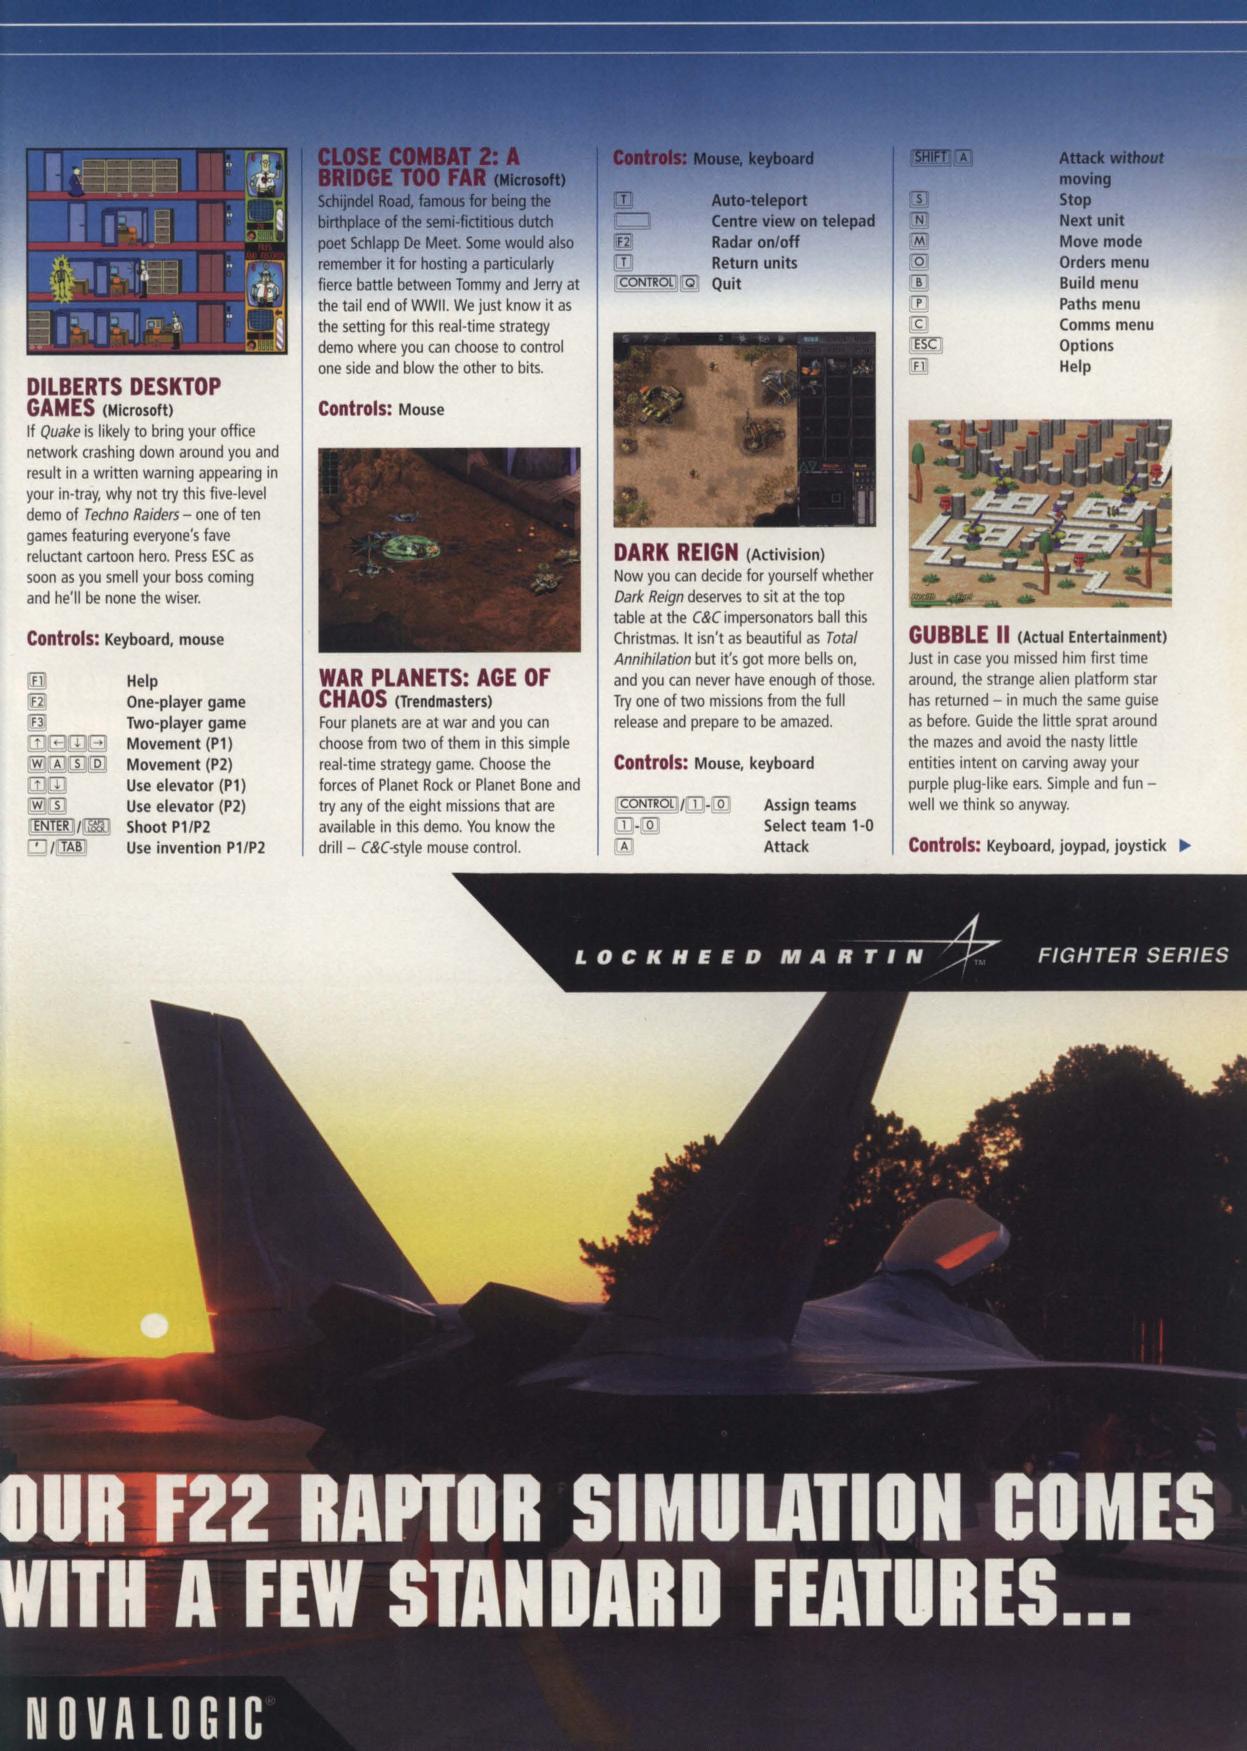 DILBERTS DESKTOP
GAMES (Microsoft)
If Quake is likely to bring your office
network crashing down around you and
result in a written warning appearing in
your in-tray, why not try this five-level
demo of Techno Raiders – one of ten
games featuring everyone's fave
reluctant cartoon hero. Press ESC as
soon as you smell your boss coming
and he'll be none the wiser.
Controls: Keyboard, mouse
F1 Help
F2 One-player game
F3 Two-player game
↑ ← ↓ → Movement (P1)
W A S D Movement (P2)
↑ ↓ Use elevator (P1)
W S Use elevator (P2)
ENTER / CAPS LOCK Shoot P1/P2
' / TAB Use invention P1/P2
CLOSE COMBAT 2: A
BRIDGE TOO FAR (Microsoft)
Schijndel Road, famous for being the
birthplace of the semi-fictitious dutch
poet Schlapp De Meet. Some would also
remember it for hosting a particularly
fierce battle between Tommy and Jerry at
the tail end of WWII. We just know it as
the setting for this real-time strategy
demo where you can choose to control
one side and blow the other to bits.
Controls: Mouse
WAR PLANETS: AGE OF
CHAOS (Trendmasters)
Four planets are at war and you can
choose from two of them in this simple
real-time strategy game. Choose the
forces of Planet Rock or Planet Bone and
try any of the eight missions that are
available in this demo. You know the
drill – C&C-style mouse control.
Controls: Mouse, keyboard
T Auto-teleport
Centre view on telepad
F2 Radar on/off
T Return units
CONTROL Q Quit
DARK REIGN (Activision)
Now you can decide for yourself whether
Dark Reign deserves to sit at the top
table at the C&C impersonators ball this
Christmas. It isn't as beautiful as Total
Annihilation but it's got more bells on,
and you can never have enough of those.
Try one of two missions from the full
release and prepare to be amazed.
Controls: Mouse, keyboard
CONTROL / 1 - 0 Assign teams
1 - 0 Select team 1-0
A Attack
SHIFT A Attack without
moving
S Stop
N Next unit
M Move mode
O Orders menu
B Build menu
P Paths menu
C Comms menu
ESC Options
F1 Help
Health Fuel
GUBBLE II (Actual Entertainment)
Just in case you missed him first time
around, the strange alien platform star
has returned – in much the same guise
as before. Guide the little sprat around
the mazes and avoid the nasty little
entities intent on carving away your
purple plug-like ears. Simple and fun –
well we think so anyway.
Controls: Keyboard, joypad, joystick ▶
LOCKHEED MARTIN ™ FIGHTER SERIES
OUR F22 RAPTOR SIMULATION COMES
WITH A FEW STANDARD FEATURES...
NOVALOGIC®